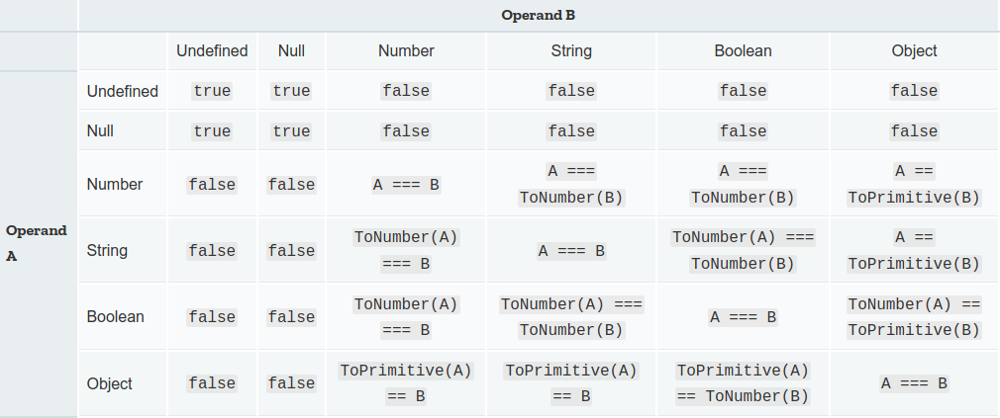 Operand B
Undefined Null Number String Boolean Object
Undefined true true false false false false
Null true true false false false false
A === A === A ==
Number false false A === B ToNumber(B) ToNumber(B) ToPrimitive(B)
Operand
A
ToNumber(A) ToNumber(A) === A ==
String false false === B A === B ToNumber(B) ToPrimitive(B)
ToNumber(A) ToNumber(A) === ToNumber(A) ==
Boolean false false === B ToNumber(B) A === B ToPrimitive(B)
ToPrimitive(A) ToPrimitive(A) ToPrimitive(A)
Object false false == B == B == ToNumber(B) A === B